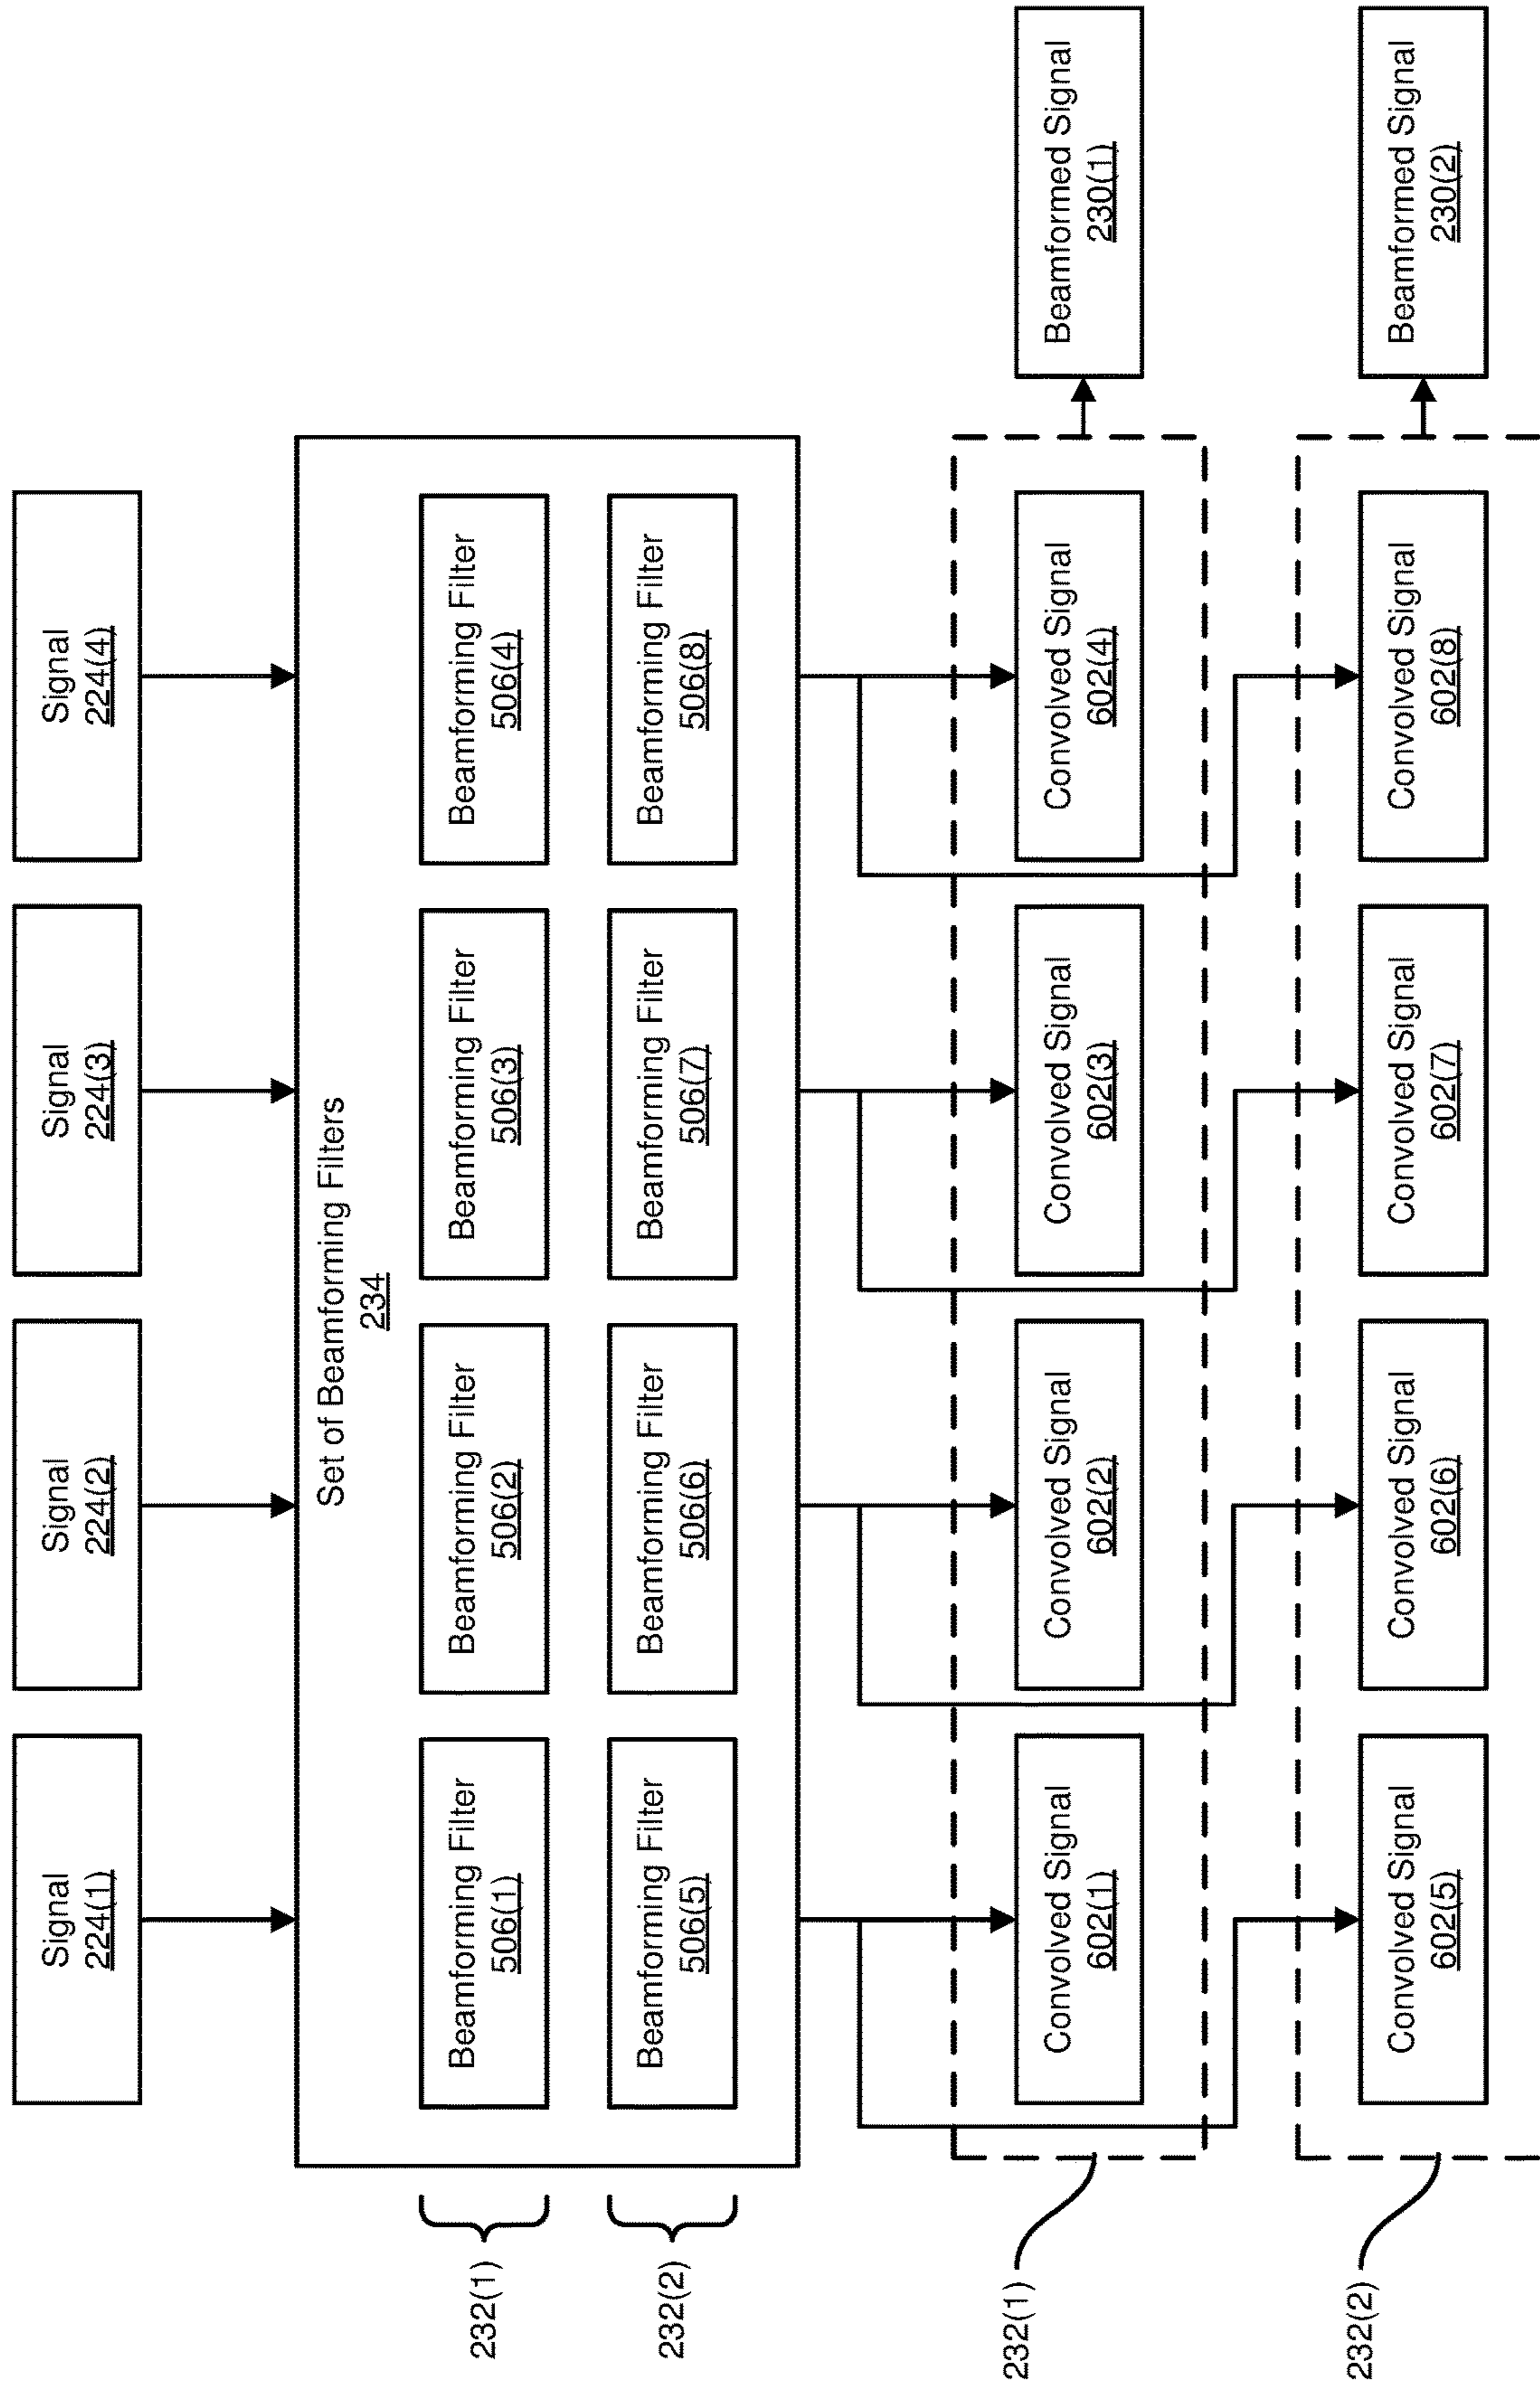 Signal
224(1)
Signal
224(2)
Signal
224(3)
Signal
224(4)
Set of Beamforming Filters
234
232(1)
Beamforming Filter
506(1)
Beamforming Filter
506(2)
Beamforming Filter
506(3)
Beamforming Filter
506(4)
232(2)
Beamforming Filter
506(5)
Beamforming Filter
506(6)
Beamforming Filter
506(7)
Beamforming Filter
506(8)
232(1)
Convolved Signal
602(1)
Convolved Signal
602(2)
Convolved Signal
602(3)
Convolved Signal
602(4)
Beamformed Signal
230(1)
232(2)
Convolved Signal
602(5)
Convolved Signal
602(6)
Convolved Signal
602(7)
Convolved Signal
602(8)
Beamformed Signal
230(2)